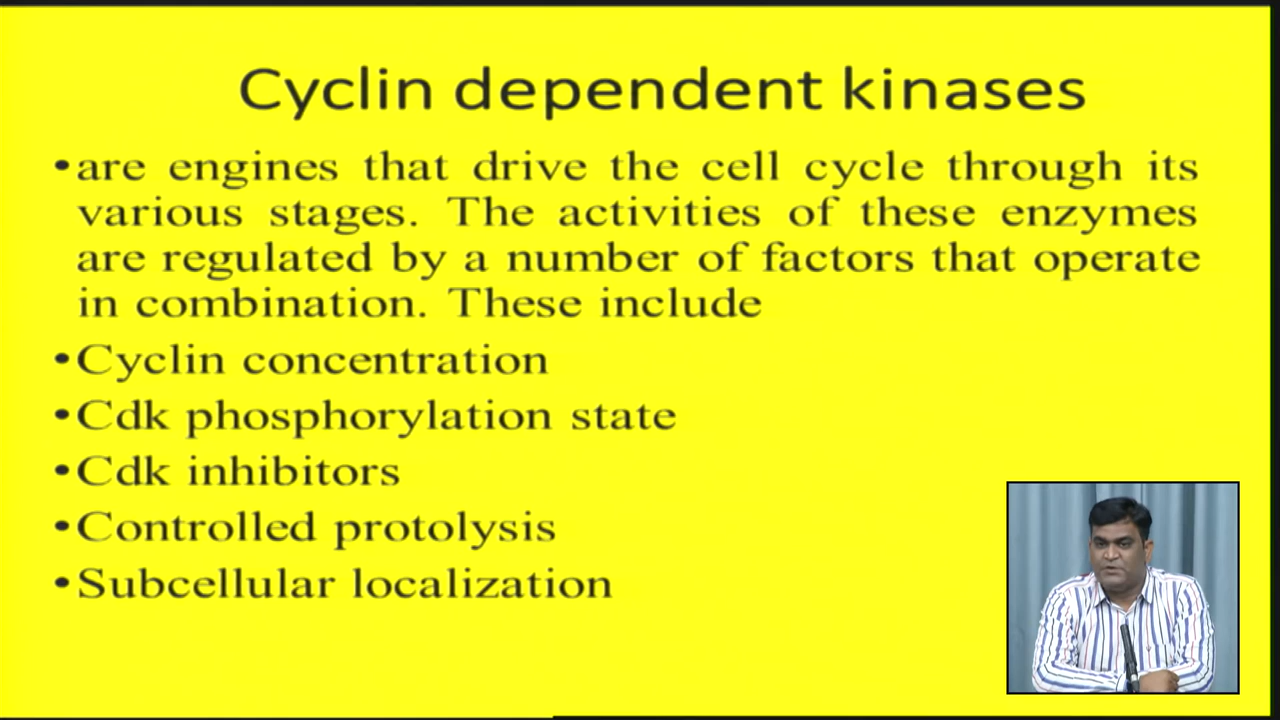 Cyclin dependent kinases
•are engines that drive the cell cycle through its
various stages. The activities of these enzymes
are regulated by a number of factors that operate
in combination. These include
•Cyclin concentration
•Cdk phosphorylation state
•Cdk inhibitors
•Controlled protolysis
•Subcellular localization